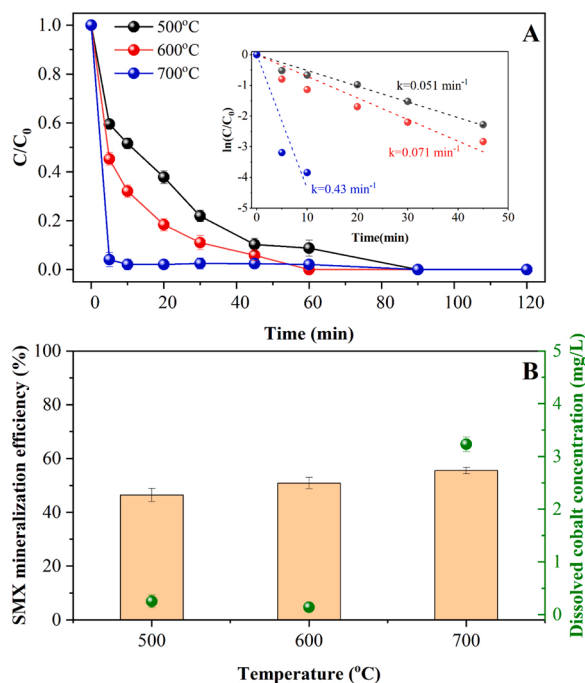 A
500°C
600°C
700°C
C/C0
1.0
0.8
0.6
0.4
0.2
0.0
0 20 40 60 80 100 120
Time (min)
ln(C/C0)
0
-1
-2
-3
-4
-5
0 10 20 30 40 50
Time(min)
k=0.051 min-1
k=0.071 min-1
k=0.43 min-1
B
SMX mineralization efficiency (%)
100
80
60
40
20
0
Dissolved cobalt concentration (mg/L)
5
4
3
2
1
0
500 600 700
Temperature (°C)